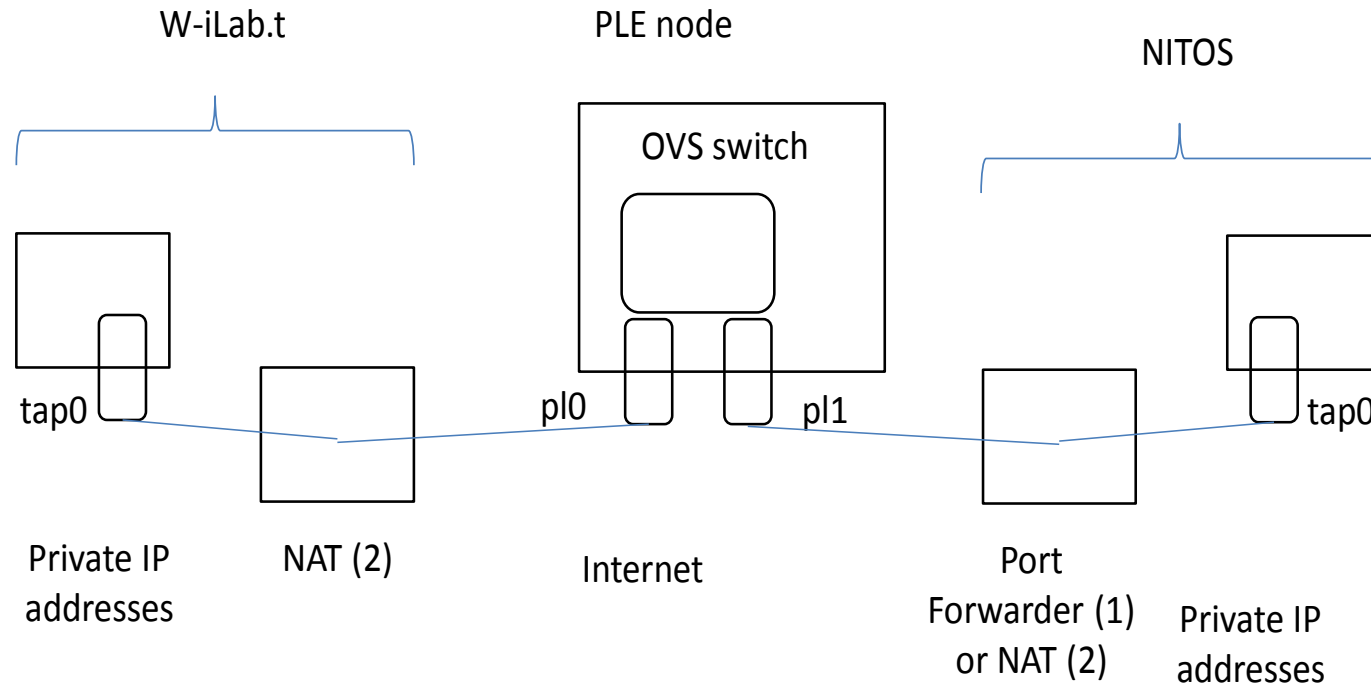 W-iLab.t
PLE node
NITOS
OVS switch
tap0
pl0
pl1
tap0
Private IP
addresses
NAT (2)
Internet
Port
Forwarder (1)
or NAT (2)
Private IP
addresses